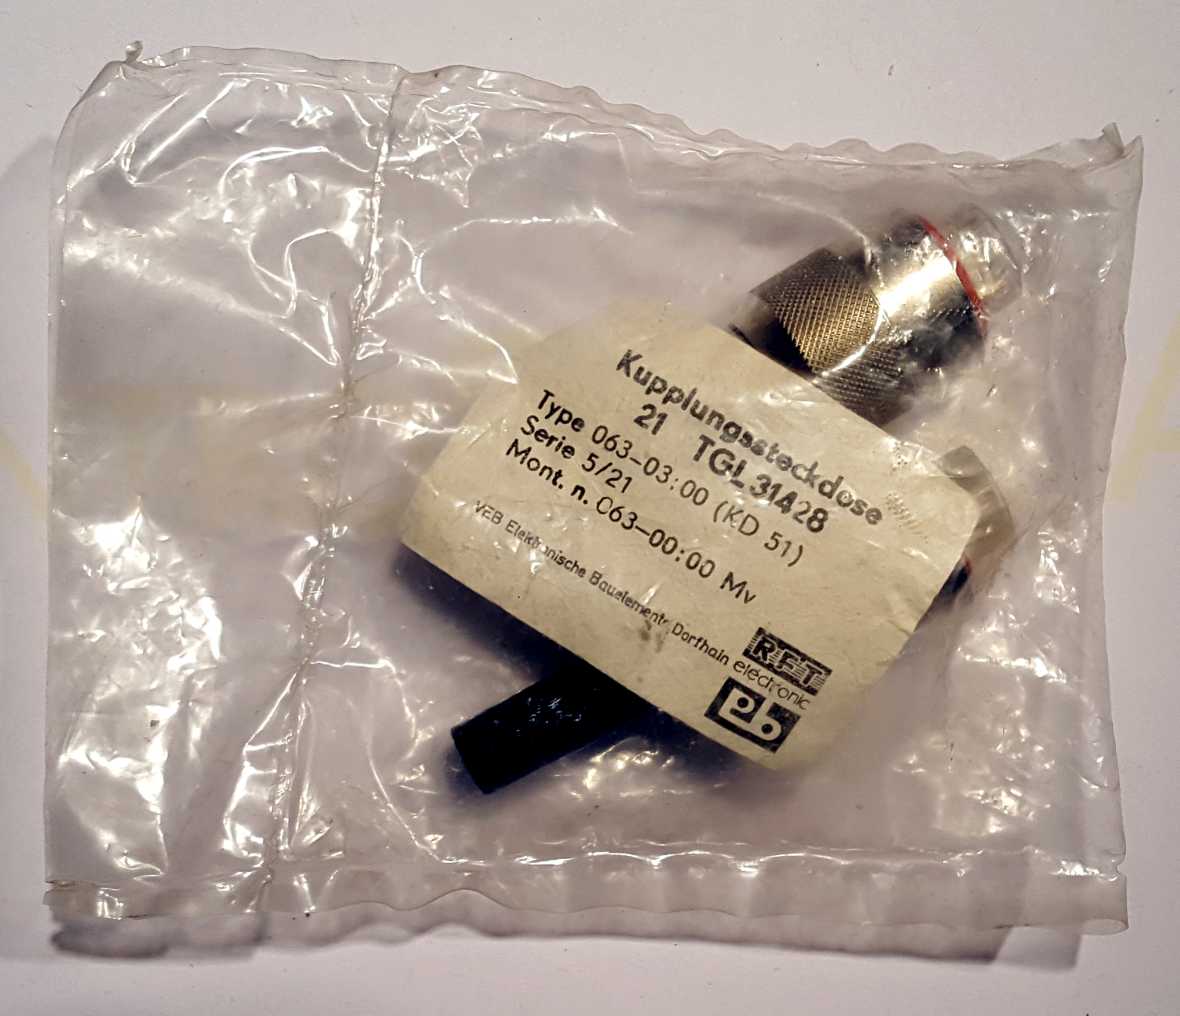 Kupplungssteckdose
21 TGL 31428
Type 063-03:00 (KD 51)
Serie 5/21
Mont. n. 063-00:00 Mv
VEB Elektronische Bauelemente Dorfhain
RFT
electronic
eb